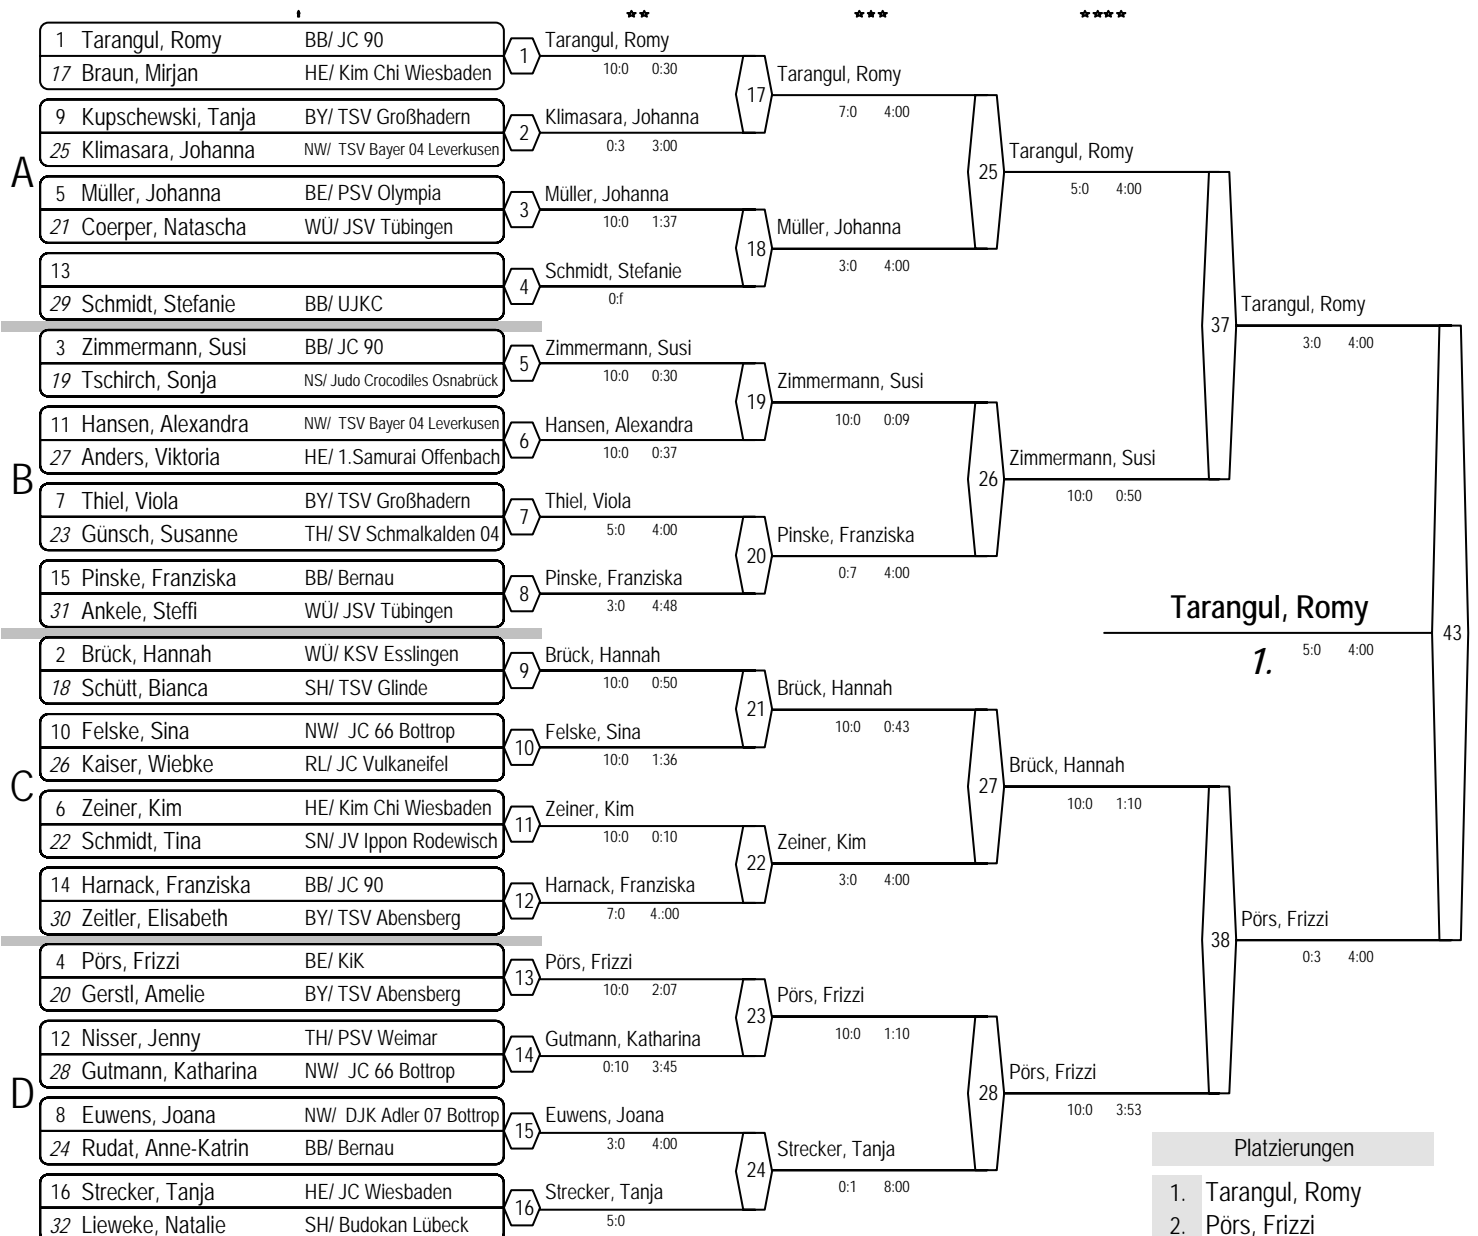 * ** *** ****
1 Tarangul, Romy BB/ JC 90
17 Braun, Mirjan HE/ Kim Chi Wiesbaden
9 Kupschewski, Tanja BY/ TSV Großhadern
25 Klimasara, Johanna NW/ TSV Bayer 04 Leverkusen
A
5 Müller, Johanna BE/ PSV Olympia
21 Coerper, Natascha WÜ/ JSV Tübingen
13
29 Schmidt, Stefanie BB/ UJKC
3 Zimmermann, Susi BB/ JC 90
19 Tschirch, Sonja NS/ Judo Crocodiles Osnabrück
11 Hansen, Alexandra NW/ TSV Bayer 04 Leverkusen
27 Anders, Viktoria HE/ 1.Samurai Offenbach
B
7 Thiel, Viola BY/ TSV Großhadern
23 Günsch, Susanne TH/ SV Schmalkalden 04
15 Pinske, Franziska BB/ Bernau
31 Ankele, Steffi WÜ/ JSV Tübingen
2 Brück, Hannah WÜ/ KSV Esslingen
18 Schütt, Bianca SH/ TSV Glinde
10 Felske, Sina NW/ JC 66 Bottrop
26 Kaiser, Wiebke RL/ JC Vulkaneifel
C
6 Zeiner, Kim HE/ Kim Chi Wiesbaden
22 Schmidt, Tina SN/ JV Ippon Rodewisch
14 Harnack, Franziska BB/ JC 90
30 Zeitler, Elisabeth BY/ TSV Abensberg
4 Pörs, Frizzi BE/ KiK
20 Gerstl, Amelie BY/ TSV Abensberg
12 Nisser, Jenny TH/ PSV Weimar
28 Gutmann, Katharina NW/ JC 66 Bottrop
D
8 Euwens, Joana NW/ DJK Adler 07 Bottrop
24 Rudat, Anne-Katrin BB/ Bernau
16 Strecker, Tanja HE/ JC Wiesbaden
32 Lieweke, Natalie SH/ Budokan Lübeck
1 Tarangul, Romy
10:0 0:30
2 Klimasara, Johanna
0:3 3:00
3 Müller, Johanna
10:0 1:37
4 Schmidt, Stefanie
0:f
5 Zimmermann, Susi
10:0 0:30
6 Hansen, Alexandra
10:0 0:37
7 Thiel, Viola
5:0 4:00
8 Pinske, Franziska
3:0 4:48
9 Brück, Hannah
10:0 0:50
10 Felske, Sina
10:0 1:36
11 Zeiner, Kim
10:0 0:10
12 Harnack, Franziska
7:0 4.:00
13 Pörs, Frizzi
10:0 2:07
14 Gutmann, Katharina
0:10 3:45
15 Euwens, Joana
3:0 4:00
16 Strecker, Tanja
5:0
17 Tarangul, Romy
7:0 4:00
18 Müller, Johanna
3:0 4:00
19 Zimmermann, Susi
10:0 0:09
20 Pinske, Franziska
0:7 4:00
21 Brück, Hannah
10:0 0:43
22 Zeiner, Kim
3:0 4:00
23 Pörs, Frizzi
10:0 1:10
24 Strecker, Tanja
0:1 8:00
25 Tarangul, Romy
5:0 4:00
26 Zimmermann, Susi
10:0 0:50
27 Brück, Hannah
10:0 1:10
28 Pörs, Frizzi
10:0 3:53
37 Tarangul, Romy
3:0 4:00
38 Pörs, Frizzi
0:3 4:00
Tarangul, Romy
43
1. 5:0 4:00
Platzierungen
1. Tarangul, Romy
2. Pörs, Frizzi